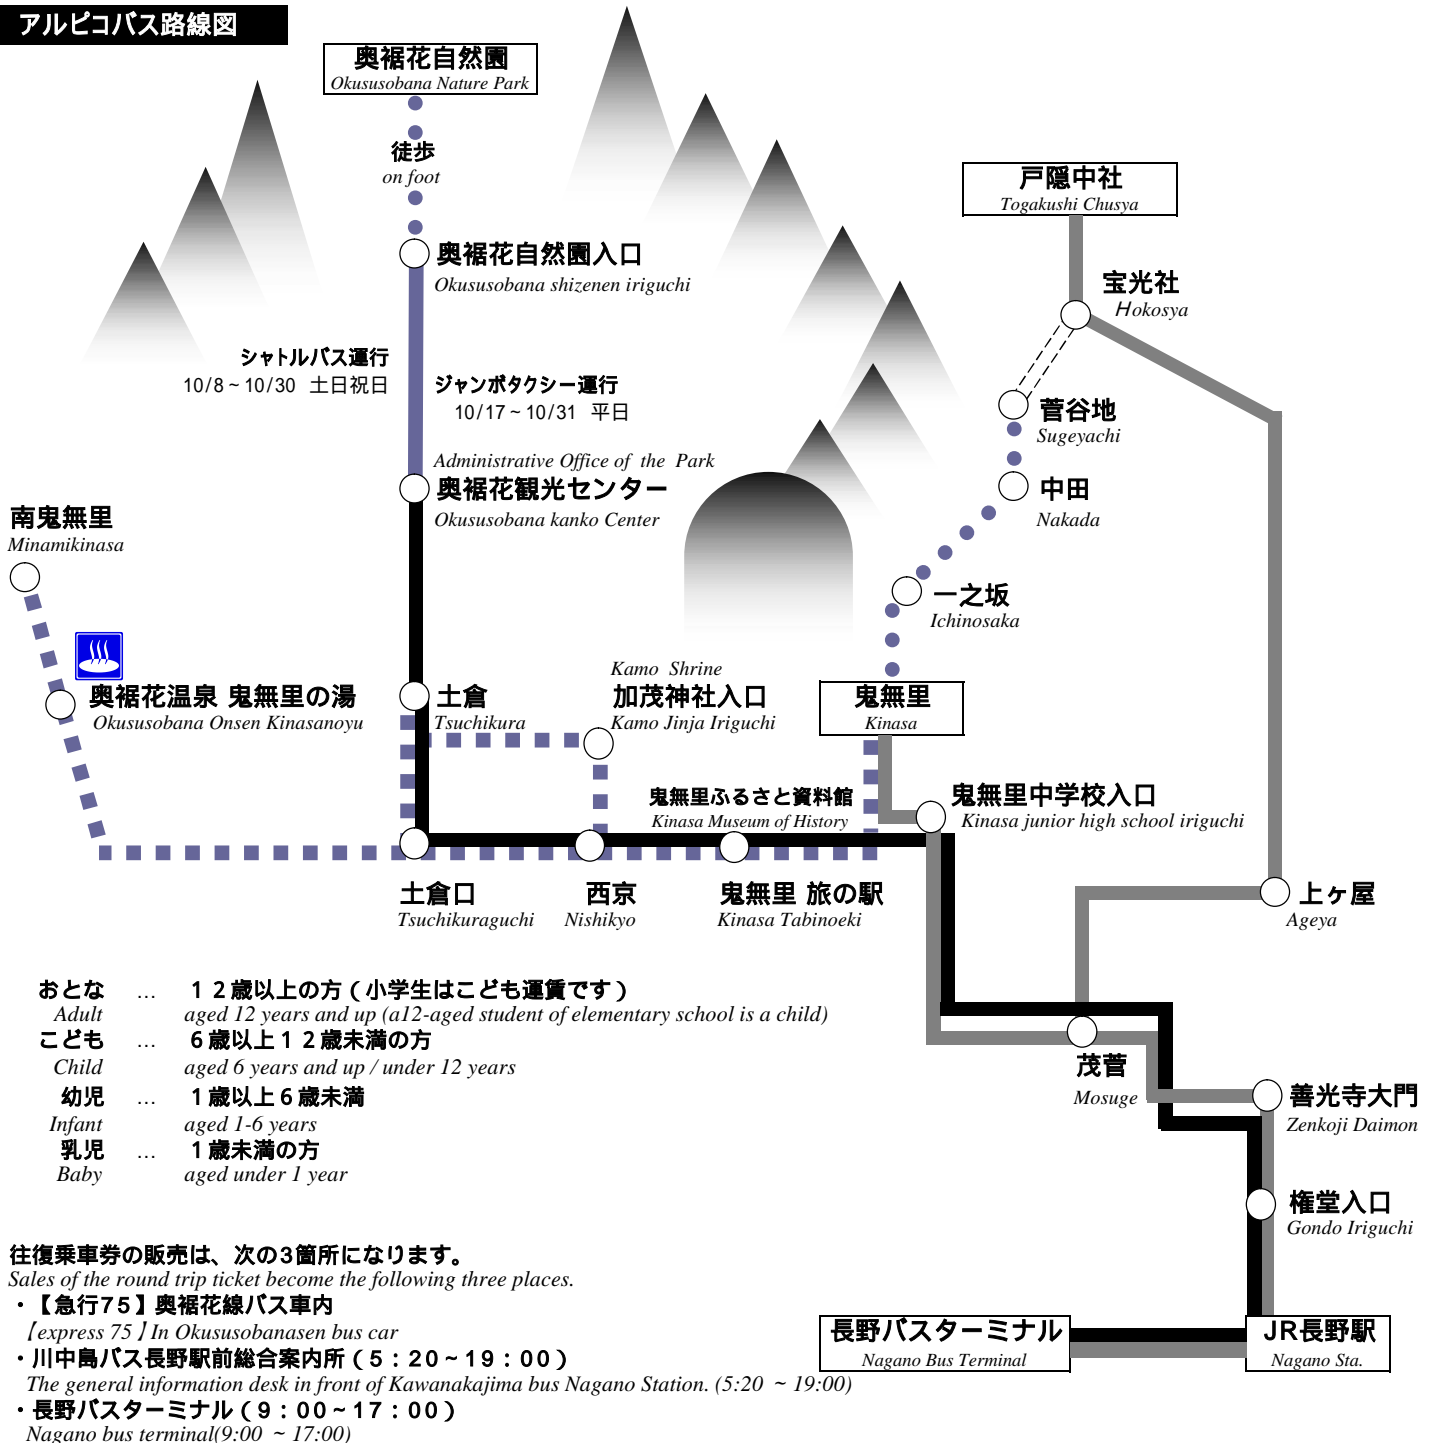 アルピコバス路線図
奥裾花自然園
Okususobana Nature Park
徒歩
on foot
戸隠中社
Togakushi Chusya
奥裾花自然園入口
Okususobana shizenen iriguchi
宝光社
Hokosya
シャトルバス運行
10/8~10/30 土日祝日
ジャンボタクシー運行
10/17~10/31 平日
菅谷地
Sugeyachi
Administrative Office of the Park
奥裾花観光センター
Okususobana kanko Center
中田
Nakada
南鬼無里
Minamikinasa
一之坂
Ichinosaka
奥裾花温泉 鬼無里の湯
Okususobana Onsen Kinasanoyu
土倉
Tsuchikura
Kamo Shrine
加茂神社入口
Kamo Jinja Iriguchi
鬼無里
Kinasa
鬼無里ふるさと資料館
Kinasa Museum of History
鬼無里中学校入口
Kinasa junior high school iriguchi
土倉口
Tsuchikuraguchi
西京
Nishikyo
鬼無里 旅の駅
Kinasa Tabinoeki
上ヶ屋
Ageya
おとな … 12歳以上の方(小学生はこども運賃です)
Adult aged 12 years and up (a12-aged student of elementary school is a child)
こども … 6歳以上12歳未満の方
Child aged 6 years and up / under 12 years
幼児 … 1歳以上6歳未満
Infant aged 1-6 years
乳児 … 1歳未満の方
Baby aged under 1 year
茂菅
Mosuge
善光寺大門
Zenkoji Daimon
権堂入口
Gondo Iriguchi
往復乗車券の販売は、次の3箇所になります。
Sales of the round trip ticket become the following three places.
・【急行75】奥裾花線バス車内
【express 75】In Okususobanasen bus car
・川中島バス長野駅前総合案内所(5:20~19:00)
The general information desk in front of Kawanakajima bus Nagano Station. (5:20 ~ 19:00)
・長野バスターミナル(9:00~17:00)
Nagano bus terminal(9:00 ~ 17:00)
長野バスターミナル
Nagano Bus Terminal
JR長野駅
Nagano Sta.